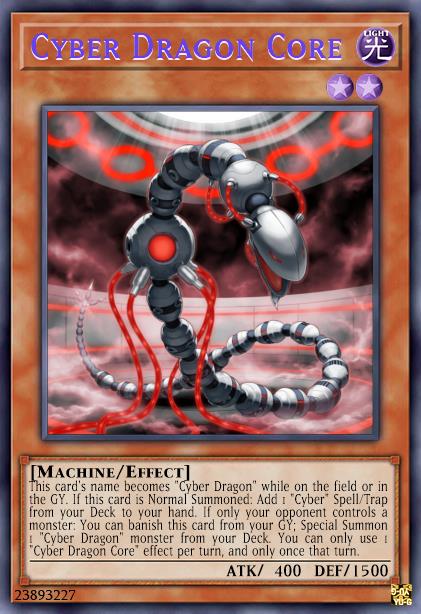 CYBER DRAGON CORE
LIGHT
光
[MACHINE/EFFECT]
This card's name becomes "Cyber Dragon" while on the field or in
the GY. If this card is Normal Summoned: Add 1 "Cyber" Spell/Trap
from your Deck to your hand. If only your opponent controls a
monster: You can banish this card from your GY; Special Summon
1 "Cyber Dragon" monster from your Deck. You can only use 1
"Cyber Dragon Core" effect per turn, and only once that turn.
ATK/ 400 DEF/1500
23893227